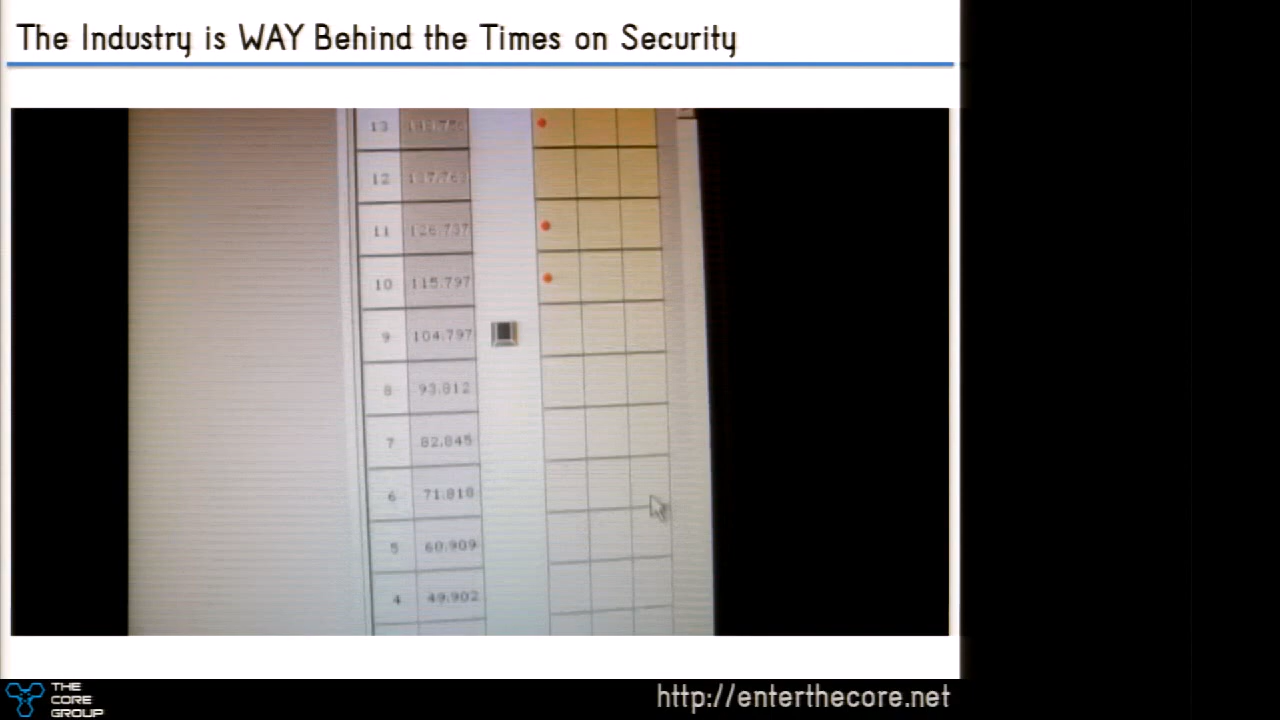 The Industry is WAY Behind the Times on Security
13
12
11 126.737
10 115.797
9 104.797
8 93.812
7 82.845
6 71.818
5 60.909
4 49.902
THE
CORE
GROUP
http://enterthecore.net